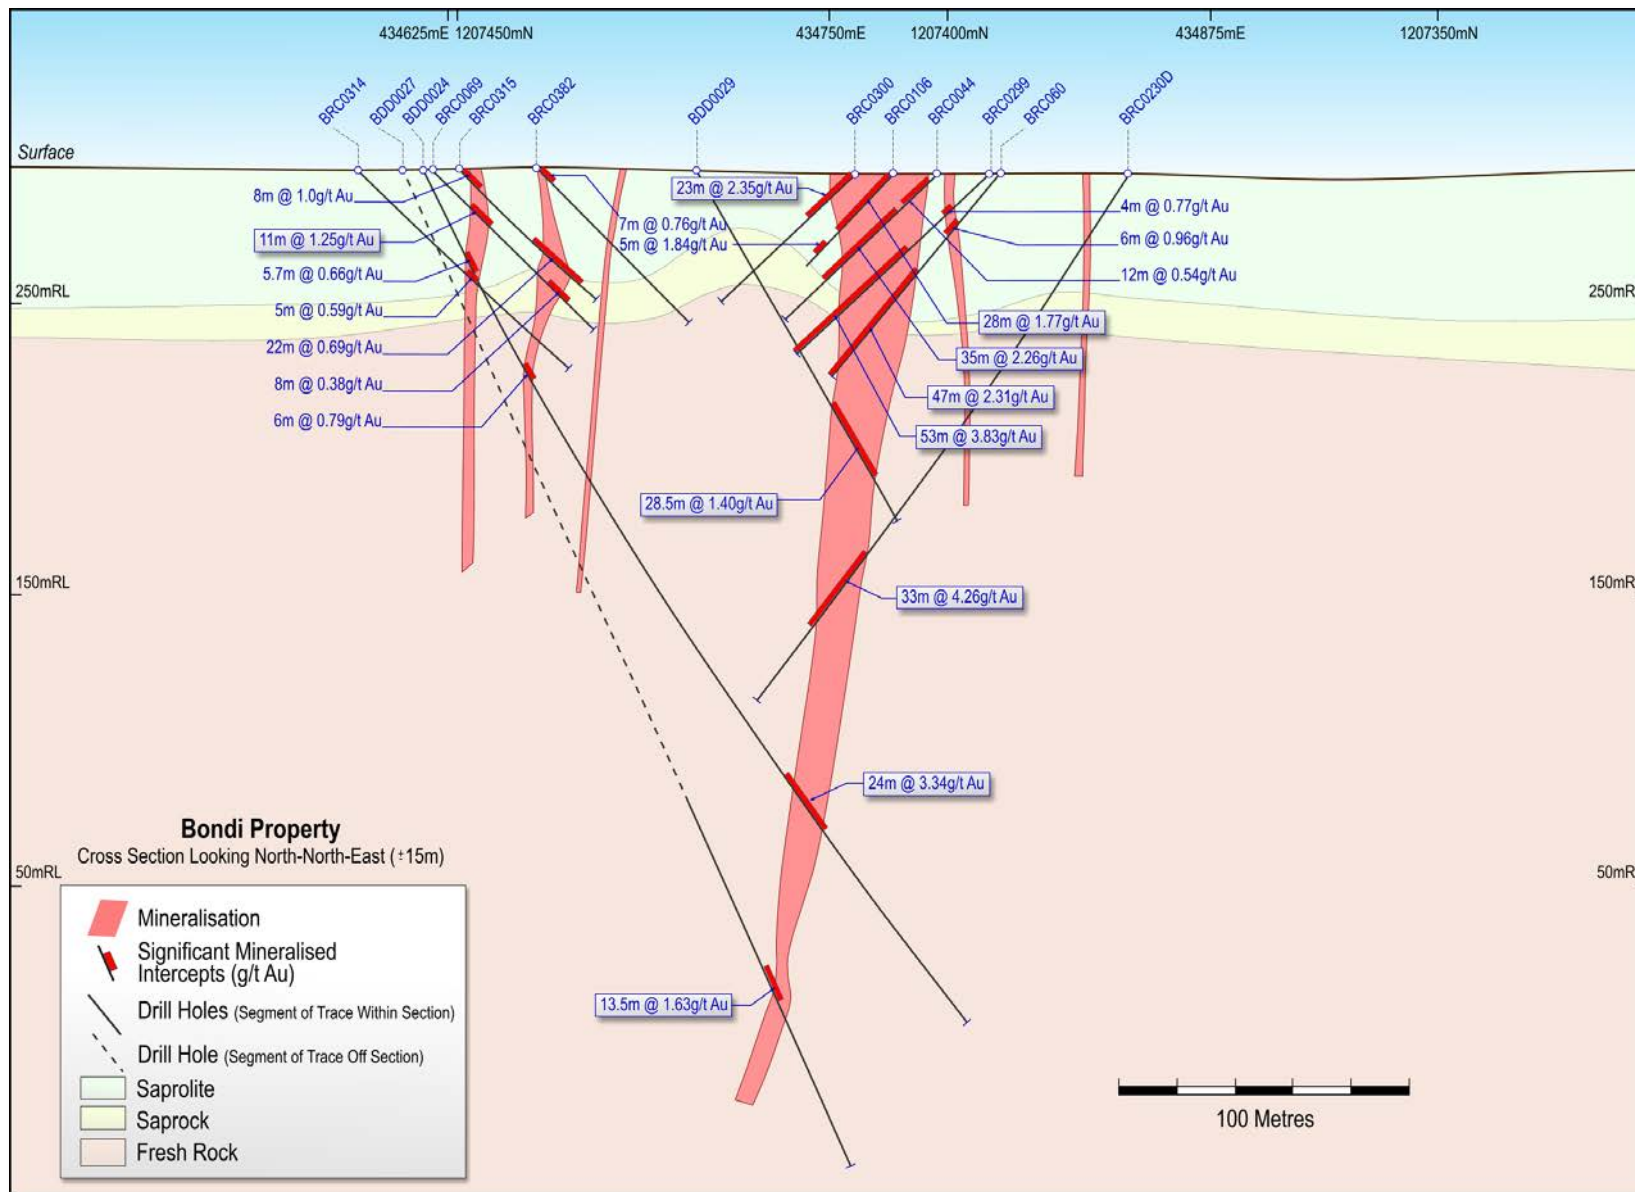 434625mE 1207450mN 434750mE 1207400mN 434875mE 1207350mN
BRC0314
BDD0027
BDD0024
BRC0069
BRC0315
BRC0382
BDD0029
BRC0300
BRC0106
BRC0044
BRC0299
BRC060
BRC0230D
Surface
8m @ 1.0g/t Au
11m @ 1.25g/t Au
5.7m @ 0.66g/t Au
5m @ 0.59g/t Au
22m @ 0.69g/t Au
8m @ 0.38g/t Au
6m @ 0.79g/t Au
23m @ 2.35g/t Au
7m @ 0.76g/t Au
5m @ 1.84g/t Au
4m @ 0.77g/t Au
6m @ 0.96g/t Au
12m @ 0.54g/t Au
28m @ 1.77g/t Au
35m @ 2.26g/t Au
47m @ 2.31g/t Au
53m @ 3.83g/t Au
28.5m @ 1.40g/t Au
33m @ 4.26g/t Au
24m @ 3.34g/t Au
13.5m @ 1.63g/t Au
250mRL
250mR
150mRL
150mR
50mRL
50mR
Bondi Property
Cross Section Looking North-North-East (±15m)
Mineralisation
Significant Mineralised
Intercepts (g/t Au)
Drill Holes (Segment of Trace Within Section)
Drill Hole (Segment of Trace Off Section)
Saprolite
Saprock
Fresh Rock
100 Metres